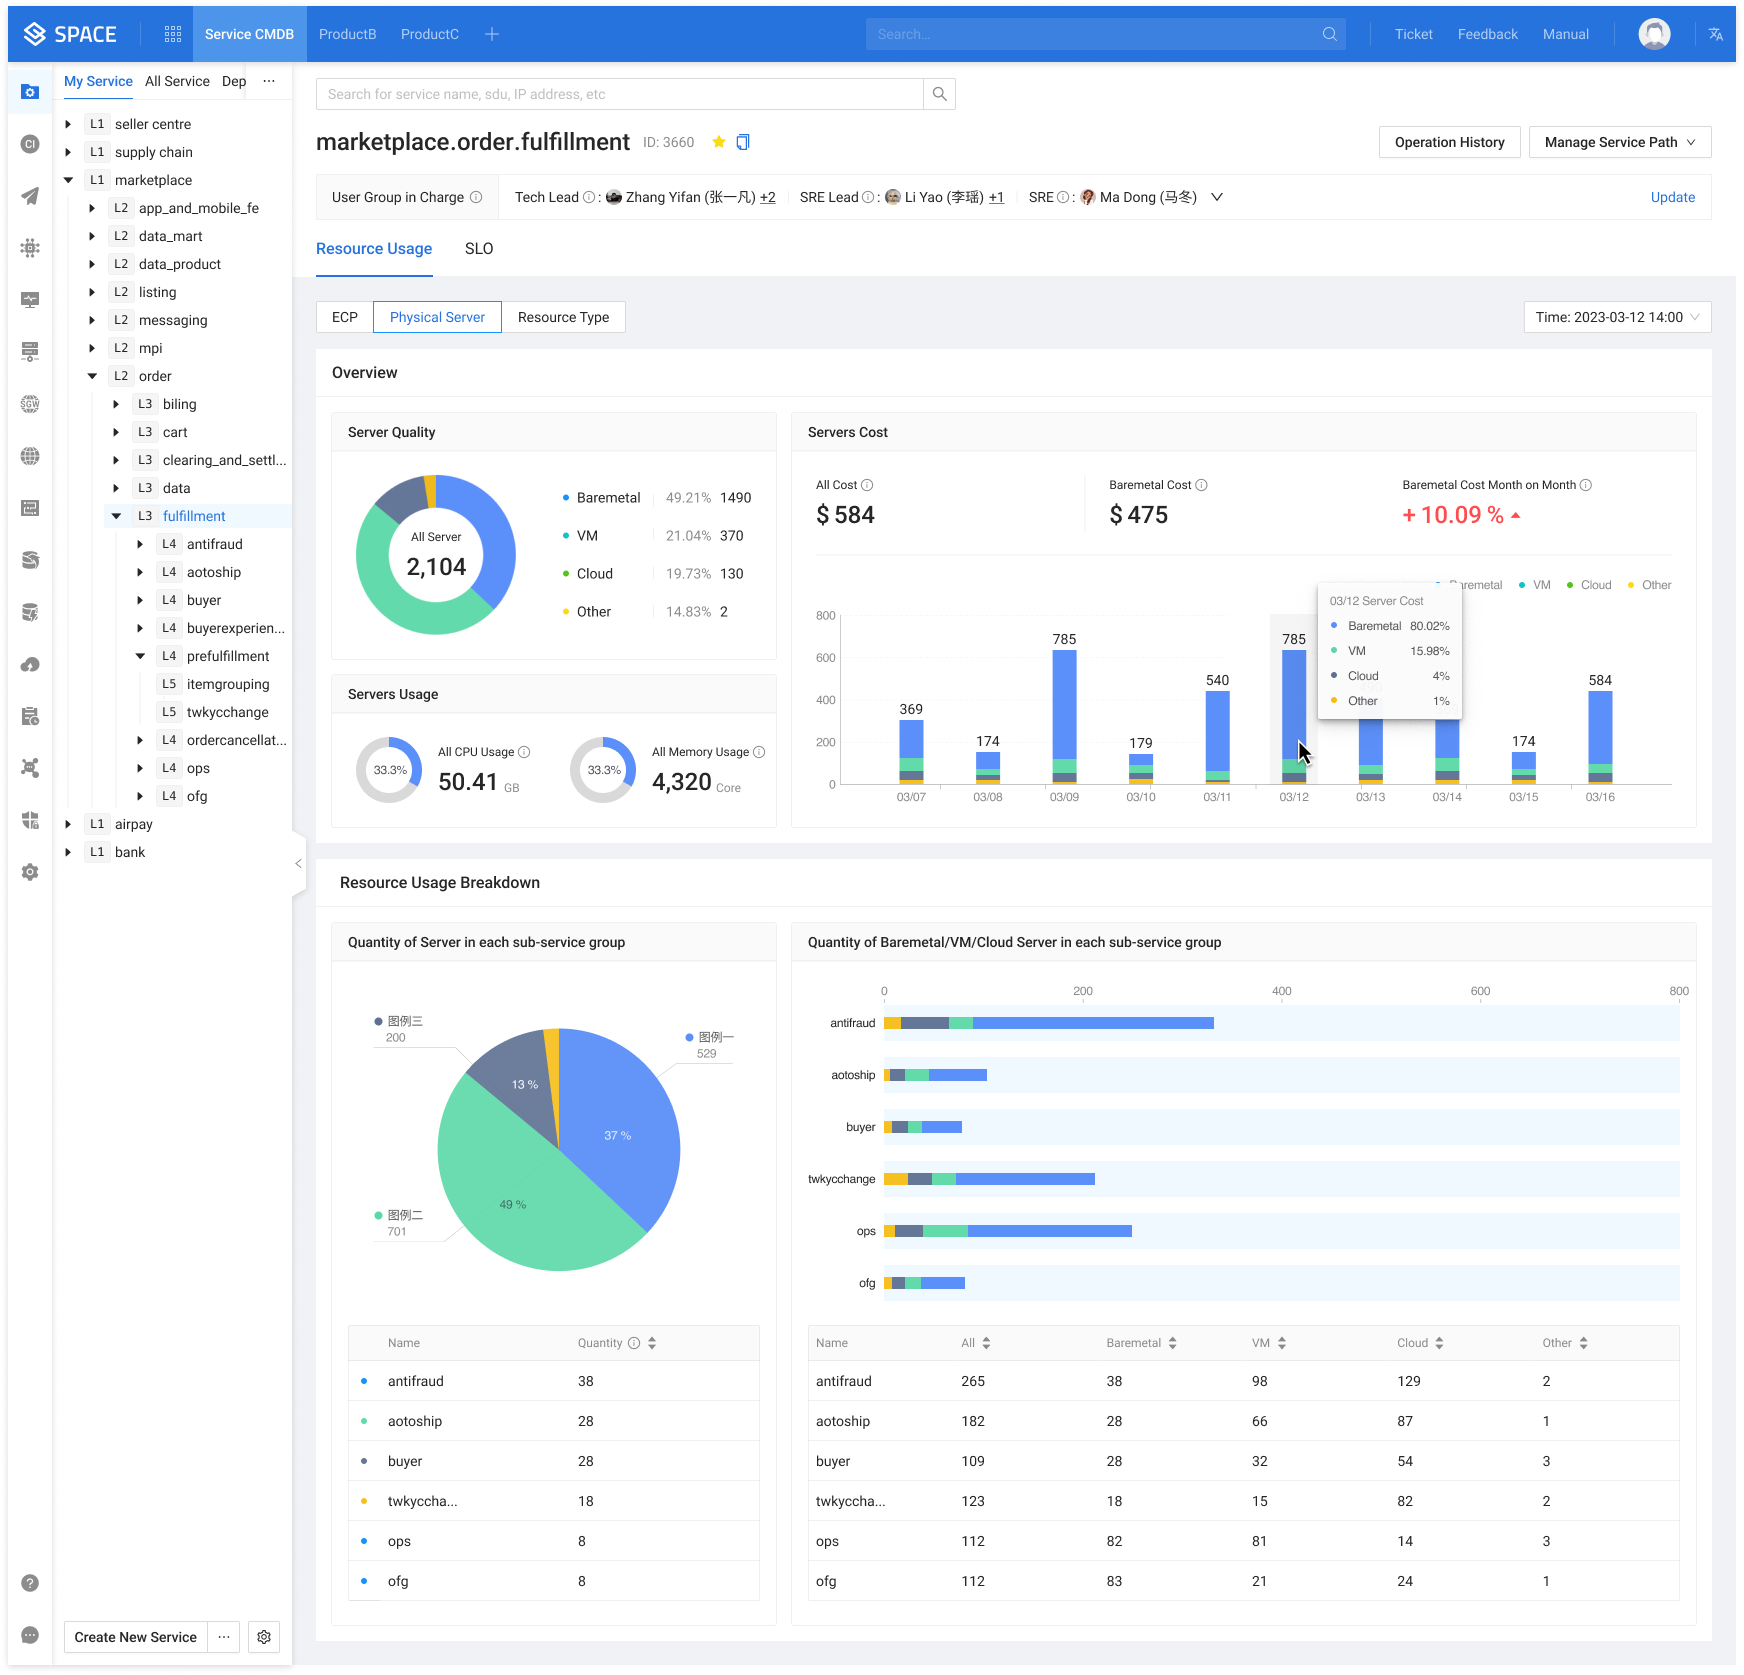 SPACE
Service CMDB
ProductB
ProductC
Search...
Ticket
Feedback
Manual
My Service
All Service
Dep
CI
SGW
L1 seller centre
L1 supply chain
L1 marketplace
L2 app_and_mobile_fe
L2 data_mart
L2 data_product
L2 listing
L2 messaging
L2 mpi
L2 order
L3 biling
L3 cart
L3 clearing_and_settl...
L3 data
L3 fulfillment
L4 antifraud
L4 aotoship
L4 buyer
L4 buyerexperien...
L4 prefulfillment
L5 itemgrouping
L5 twkycchange
L4 ordercancellat...
L4 ops
L4 ofg
L1 airpay
L1 bank
Create New Service
Search for service name, sdu, IP address, etc
marketplace.order.fulfillment ID: 3660
Operation History
Manage Service Path
User Group in Charge
Tech Lead : Zhang Yifan (张一凡) +2
SRE Lead : Li Yao (李瑶) +1
SRE : Ma Dong (马冬)
Update
Resource Usage
SLO
ECP
Physical Server
Resource Type
Time: 2023-03-12 14:00
Overview
Server Quality
All Server
2,104
Baremetal 49.21% 1490
VM 21.04% 370
Cloud 19.73% 130
Other 14.83% 2
Servers Usage
33.3%
All CPU Usage
50.41 GB
33.3%
All Memory Usage
4,320 Core
Servers Cost
All Cost
$ 584
Baremetal Cost
$ 475
Baremetal Cost Month on Month
+ 10.09 %
Baremetal VM Cloud Other
800
600
400
200
0
369
174
785
179
540
785
174
584
03/07 03/08 03/09 03/10 03/11 03/12 03/13 03/14 03/15 03/16
03/12 Server Cost
Baremetal 80.02%
VM 15.98%
Cloud 4%
Other 1%
Resource Usage Breakdown
Quantity of Server in each sub-service group
图例三
200
图例一
529
13 %
37 %
49 %
图例二
701
Name Quantity
antifraud 38
aotoship 28
buyer 28
twkyccha... 18
ops 8
ofg 8
Quantity of Baremetal/VM/Cloud Server in each sub-service group
0 200 400 600 800
antifraud
aotoship
buyer
twkycchange
ops
ofg
Name All Baremetal VM Cloud Other
antifraud 265 38 98 129 2
aotoship 182 28 66 87 1
buyer 109 28 32 54 3
twkyccha... 123 18 15 82 2
ops 112 82 81 14 3
ofg 112 83 21 24 1